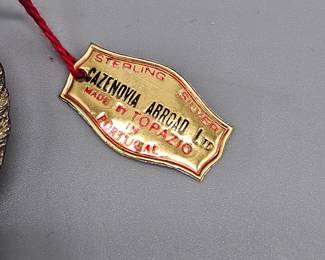 STERLING SILVER
CAZENOVIA ABROAD LTD
MADE BY TOPAZIO
IN
PORTUGAL